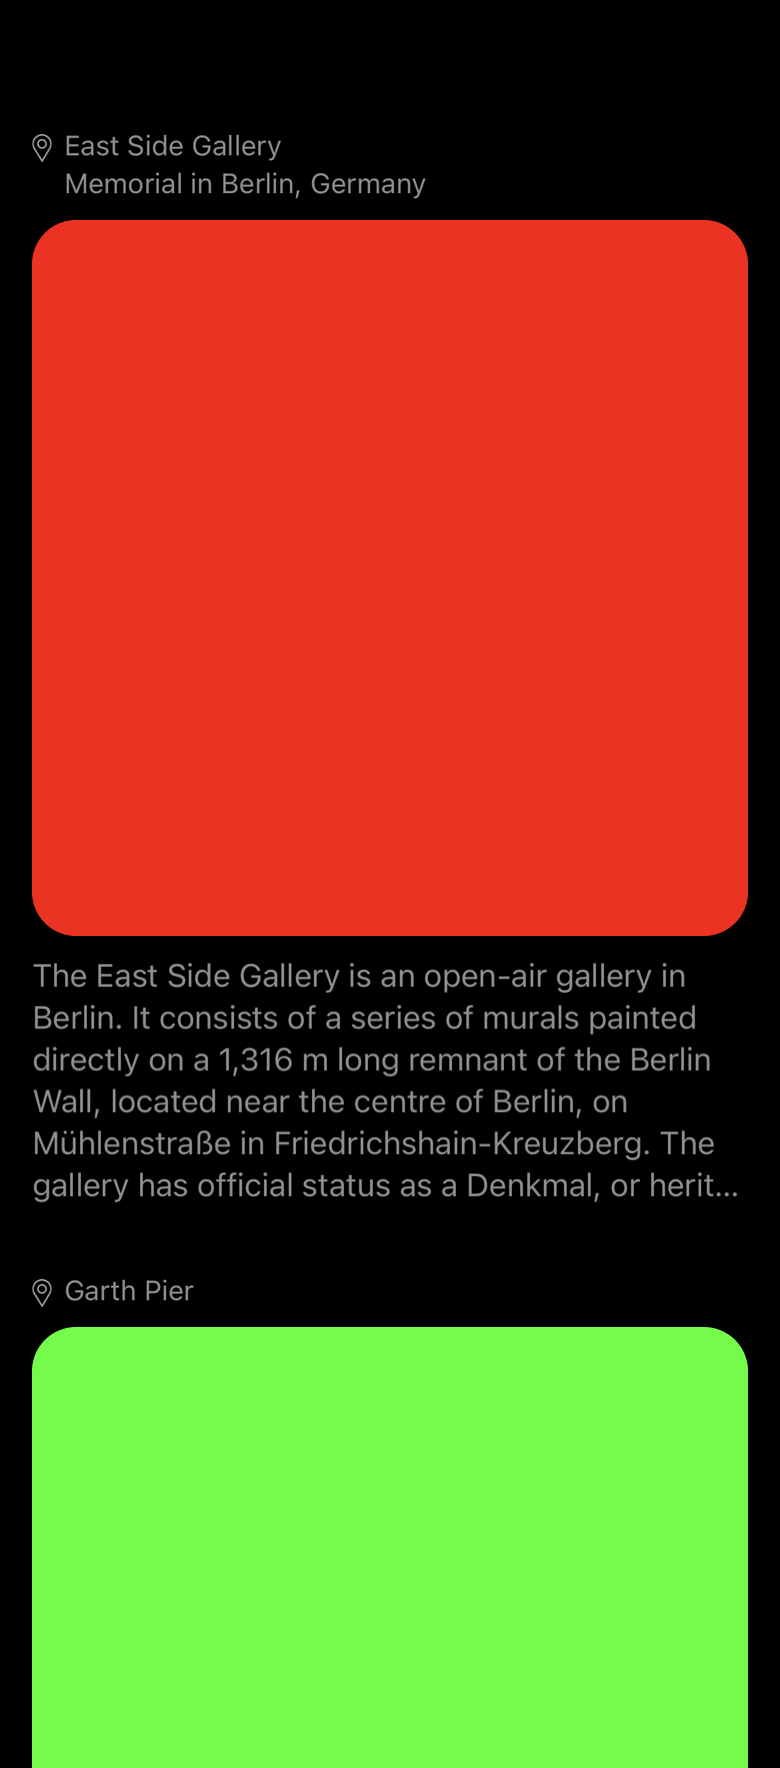 East Side Gallery
Memorial in Berlin, Germany
The East Side Gallery is an open-air gallery in
Berlin. It consists of a series of murals painted
directly on a 1,316 m long remnant of the Berlin
Wall, located near the centre of Berlin, on
Mühlenstraße in Friedrichshain-Kreuzberg. The
gallery has official status as a Denkmal, or herit...
Garth Pier